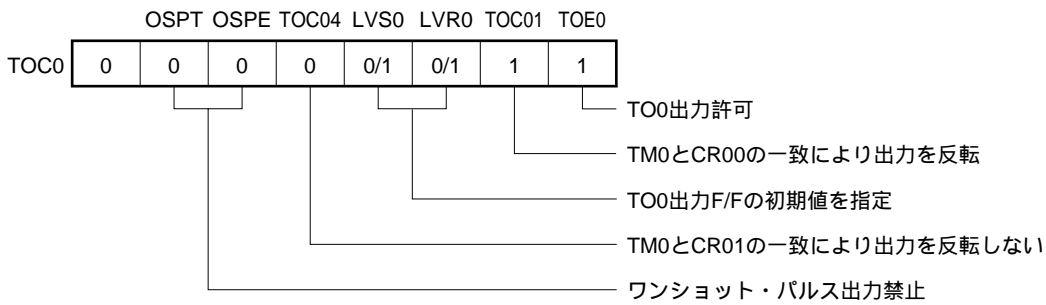 OSPT OSPE TOC04 LVS0 LVR0 TOC01 TOE0
TOC0 0 0 0 0 0/1 0/1 1 1
TO0出力許可
TM0とCR00の一致により出力を反転
TO0出力F/Fの初期値を指定
TM0とCR01の一致により出力を反転しない
ワンショット・パルス出力禁止